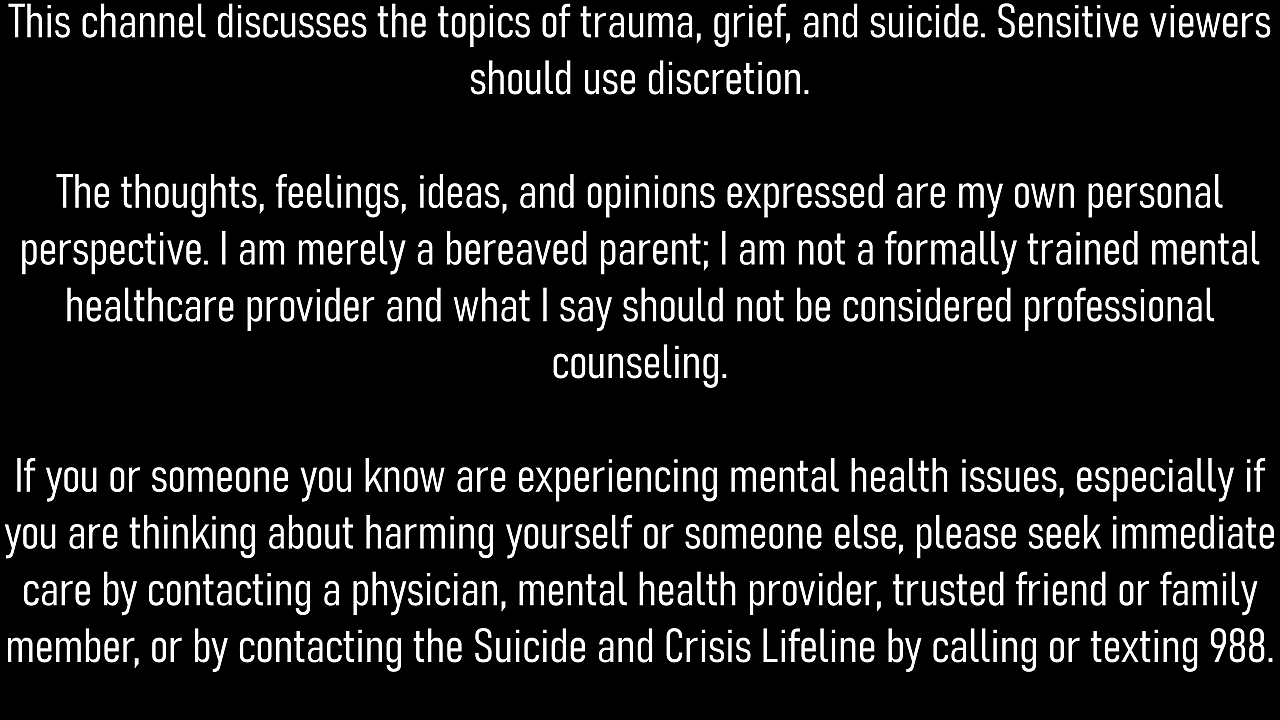 This channel discusses the topics of trauma, grief, and suicide. Sensitive viewers
should use discretion.
The thoughts, feelings, ideas, and opinions expressed are my own personal
perspective. I am merely a bereaved parent; I am not a formally trained mental
healthcare provider and what I say should not be considered professional
counseling.
If you or someone you know are experiencing mental health issues, especially if
you are thinking about harming yourself or someone else, please seek immediate
care by contacting a physician, mental health provider, trusted friend or family
member, or by contacting the Suicide and Crisis Lifeline by calling or texting 988.